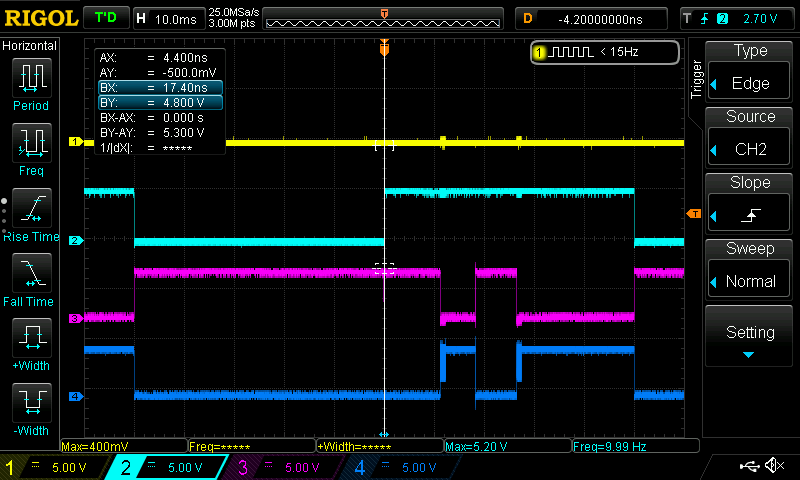 RIGOL T'D H 10.0ms 25.0MSa/s 3.00M pts T D -4.20000000ns T 2 2.70 V
Horizontal
Period
Freq
Rise Time
Fall Time
+Width
-Width
AX: = 4.400ns
AY: = -500.0mV
BX: = 17.40ns
BY: = 4.800 V
BX-AX: = 0.000 s
BY-AY: = 5.300 V
1/|dX|: = *****
1 < 15Hz
T
1
2
3
4
T
Trigger
Type
Edge
Source
CH2
Slope
Sweep
Normal
Setting
Max=400mV Freq=***** +Width=***** Max=5.20 V Freq=9.99 Hz
1 = 5.00 V 2 = 5.00 V 3 = 5.00 V 4 = 5.00 V